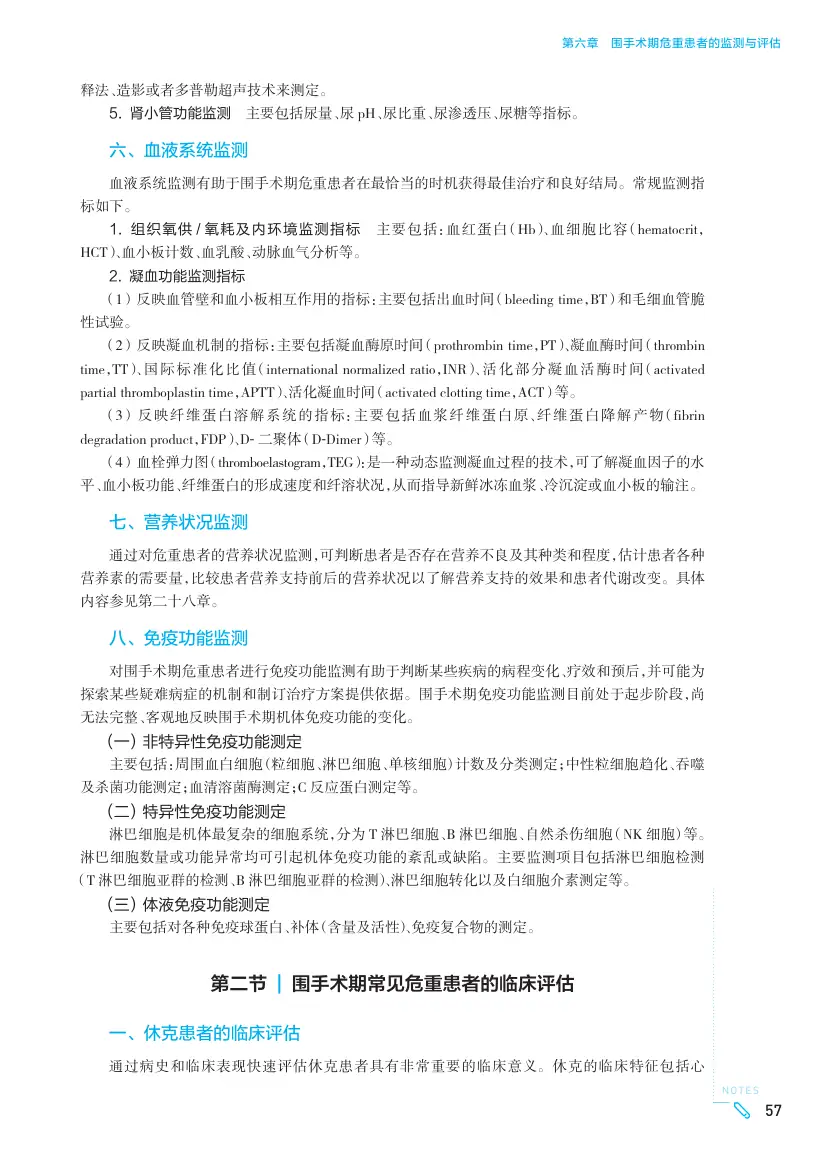 第六章 围手术期危重患者的监测与评估
释法、造影或者多普勒超声技术来测定。
5. 肾小管功能监测 主要包括尿量、尿 pH、尿比重、尿渗透压、尿糖等指标。
六、血液系统监测
血液系统监测有助于围手术期危重患者在最恰当的时机获得最佳治疗和良好结局。常规监测指
标如下。
1. 组织氧供 / 氧耗及内环境监测指标 主要包括：血红蛋白（Hb）、血细胞比容（hematocrit，
HCT）、血小板计数、血乳酸、动脉血气分析等。
2. 凝血功能监测指标
（1）反映血管壁和血小板相互作用的指标：主要包括出血时间（bleeding time，BT）和毛细血管脆
性试验。
（2）反映凝血机制的指标：主要包括凝血酶原时间（prothrombin time，PT）、凝血酶时间（thrombin
time，TT）、国际标准化比值（international normalized ratio，INR）、活化部分凝血活酶时间（activated
partial thromboplastin time，APTT）、活化凝血时间（activated clotting time，ACT）等。
（3）反映纤维蛋白溶解系统的指标：主要包括血浆纤维蛋白原、纤维蛋白降解产物（fibrin
degradation product，FDP）、D- 二聚体（D-Dimer）等。
（4）血栓弹力图（thromboelastogram，TEG）：是一种动态监测凝血过程的技术，可了解凝血因子的水
平、血小板功能、纤维蛋白的形成速度和纤溶状况，从而指导新鲜冰冻血浆、冷沉淀或血小板的输注。
七、营养状况监测
通过对危重患者的营养状况监测，可判断患者是否存在营养不良及其种类和程度，估计患者各种
营养素的需要量，比较患者营养支持前后的营养状况以了解营养支持的效果和患者代谢改变。具体
内容参见第二十八章。
八、免疫功能监测
对围手术期危重患者进行免疫功能监测有助于判断某些疾病的病程变化、疗效和预后，并可能为
探索某些疑难病症的机制和制订治疗方案提供依据。围手术期免疫功能监测目前处于起步阶段，尚
无法完整、客观地反映围手术期机体免疫功能的变化。
（一）非特异性免疫功能测定
主要包括：周围血白细胞（粒细胞、淋巴细胞、单核细胞）计数及分类测定；中性粒细胞趋化、吞噬
及杀菌功能测定；血清溶菌酶测定；C 反应蛋白测定等。
（二）特异性免疫功能测定
淋巴细胞是机体最复杂的细胞系统，分为 T 淋巴细胞、B 淋巴细胞、自然杀伤细胞（NK 细胞）等。
淋巴细胞数量或功能异常均可引起机体免疫功能的紊乱或缺陷。主要监测项目包括淋巴细胞检测
（T 淋巴细胞亚群的检测、B 淋巴细胞亚群的检测）、淋巴细胞转化以及白细胞介素测定等。
（三）体液免疫功能测定
主要包括对各种免疫球蛋白、补体（含量及活性）、免疫复合物的测定。
第二节 | 围手术期常见危重患者的临床评估
一、休克患者的临床评估
通过病史和临床表现快速评估休克患者具有非常重要的临床意义。休克的临床特征包括心
NOTES
57